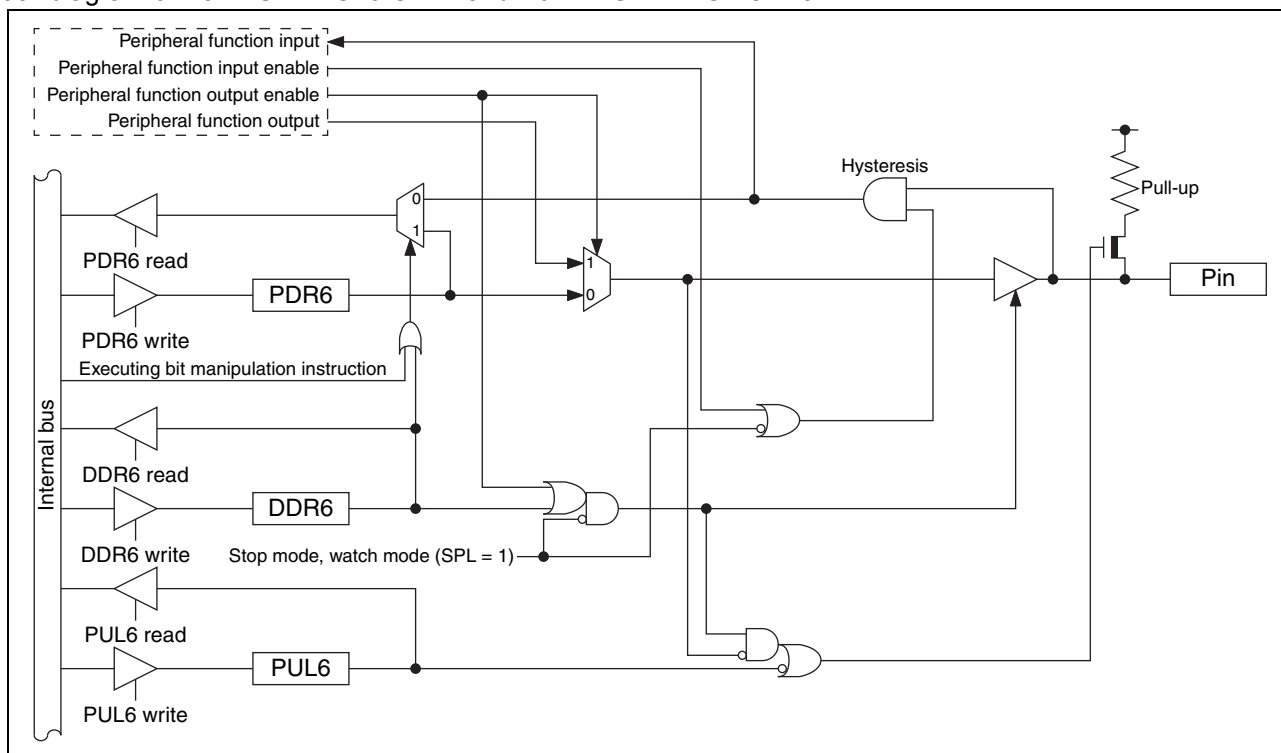 Peripheral function input
Peripheral function input enable
Peripheral function output enable
Peripheral function output
Hysteresis
Pull-up
0
1
PDR6 read
1
0
PDR6
Pin
PDR6 write
Executing bit manipulation instruction
Internal bus
DDR6 read
DDR6
DDR6 write
Stop mode, watch mode (SPL = 1)
PUL6 read
PUL6
PUL6 write